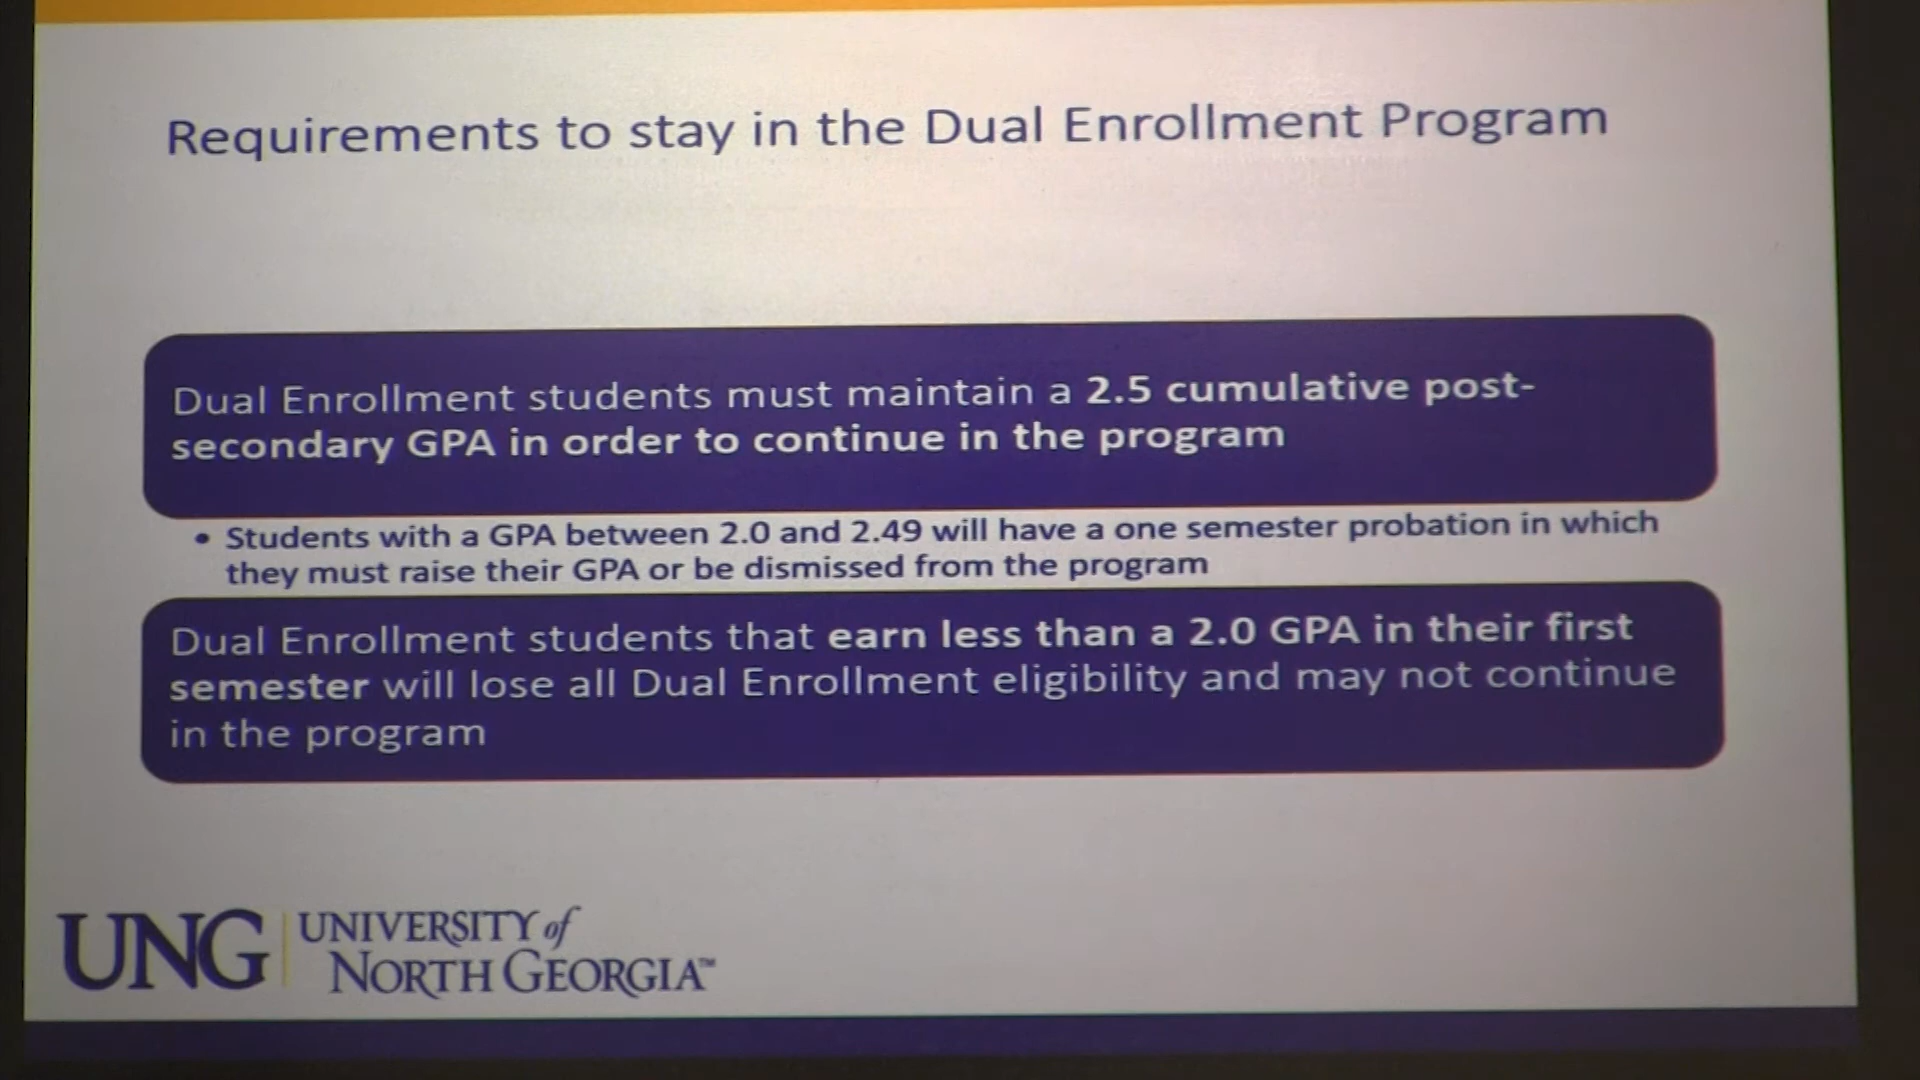 Requirements to stay in the Dual Enrollment Program
Dual Enrollment students must maintain a 2.5 cumulative post-
secondary GPA in order to continue in the program
• Students with a GPA between 2.0 and 2.49 will have a one semester probation in which
they must raise their GPA or be dismissed from the program
Dual Enrollment students that earn less than a 2.0 GPA in their first
semester will lose all Dual Enrollment eligibility and may not continue
in the program
UNG UNIVERSITY of
NORTH GEORGIA™